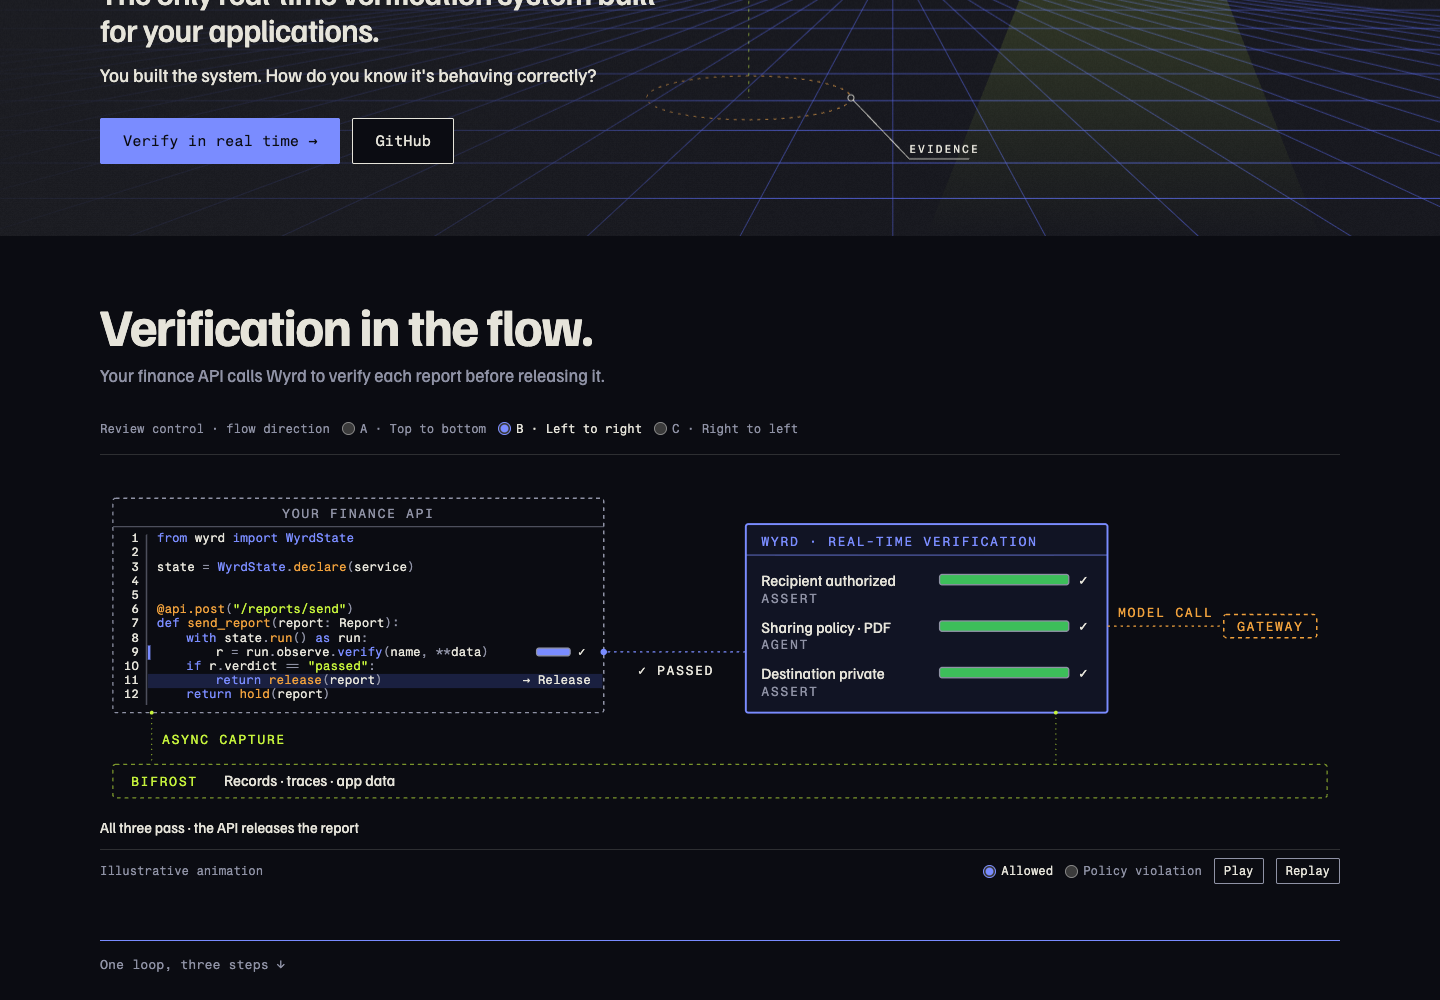 The only real-time verification system built
for your applications.
You built the system. How do you know it's behaving correctly?
Verify in real time →
GitHub
EVIDENCE
Verification in the flow.
Your finance API calls Wyrd to verify each report before releasing it.
Review control · flow direction A · Top to bottom B · Left to right C · Right to left
YOUR FINANCE API
1 from wyrd import WyrdState
2
3 state = WyrdState.declare(service)
4
5
6 @api.post("/reports/send")
7 def send_report(report: Report):
8 with state.run() as run:
9 r = run.observe.verify(name, **data) ✓
10 if r.verdict == "passed":
11 return release(report) → Release
12 return hold(report)
✓ PASSED
WYRD · REAL-TIME VERIFICATION
Recipient authorized ✓
ASSERT
Sharing policy · PDF ✓
AGENT
Destination private ✓
ASSERT
MODEL CALL
GATEWAY
ASYNC CAPTURE
BIFROST Records · traces · app data
All three pass · the API releases the report
Illustrative animation
Allowed Policy violation Play Replay
One loop, three steps ↓